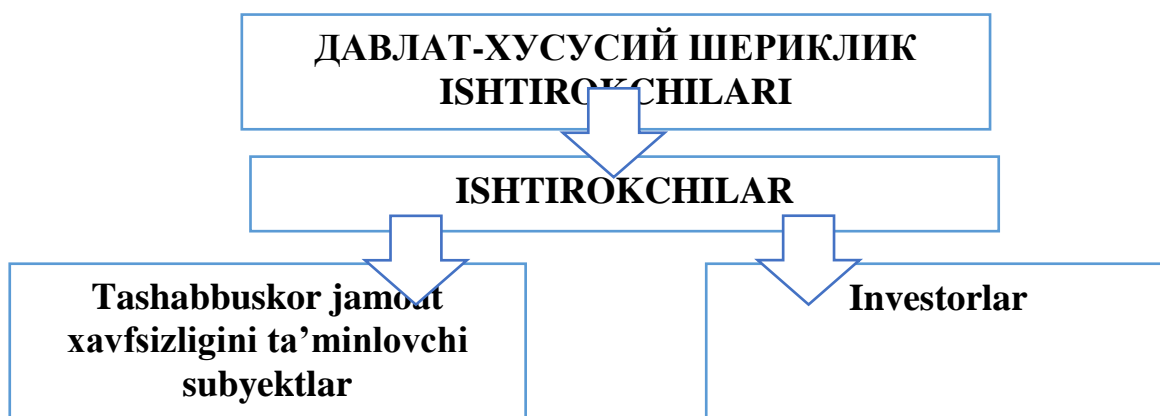 ДАВЛАТ-ХУСУСИЙ ШЕРИКЛИК
ISHTIROKCHILARI
ISHTIROKCHILAR
Tashabbuskor jamoat
xavfsizligini ta’minlovchi
subyektlar
Investorlar